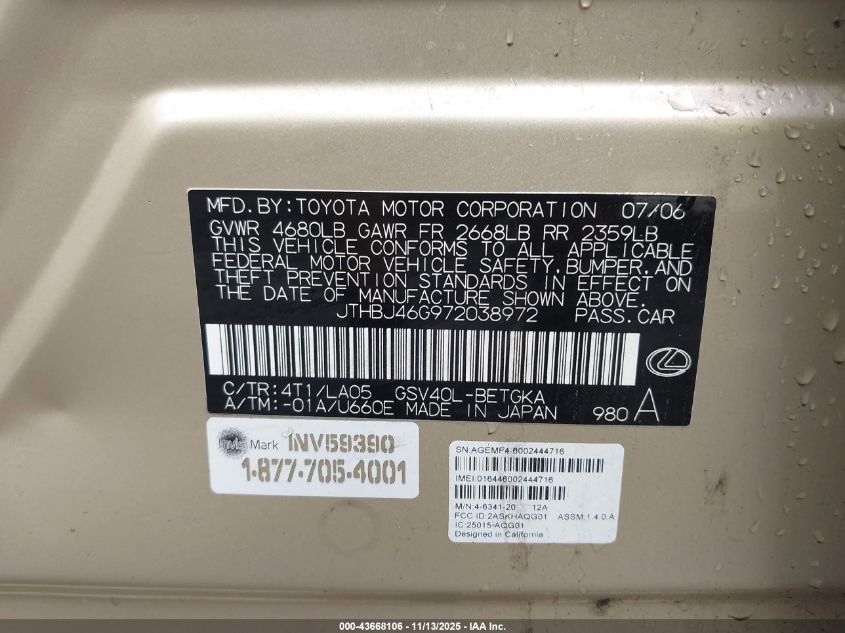 MFD.BY:TOYOTA MOTOR CORPORATION 07/06
GVWR 4680LB GAWR FR 2668LB RR 2359LB
THIS VEHICLE CONFORMS TO ALL APPLICABLE
FEDERAL MOTOR VEHICLE SAFETY,BUMPER,AND
THEFT PREVENTION STANDARDS IN EFFECT ON
THE DATE OF MANUFACTURE SHOWN ABOVE.
JTHBJ46G972038972 PASS.CAR
C/TR:4T1/LA05 GSV40L-BETGKA
A/TM:-01A/U660E MADE IN JAPAN 980 A
Mark INV59390
1-877-705-4001
SN:AGEMF4-6002444716
IMEI:016446002444716
M/N:4-6341-20 12A
FCC ID:2ASKHAQG01 ASSM:1.4.0.A
IC:25015-AQG01
Designed in California
000-43668106 - 11/13/2025 - IAA Inc.